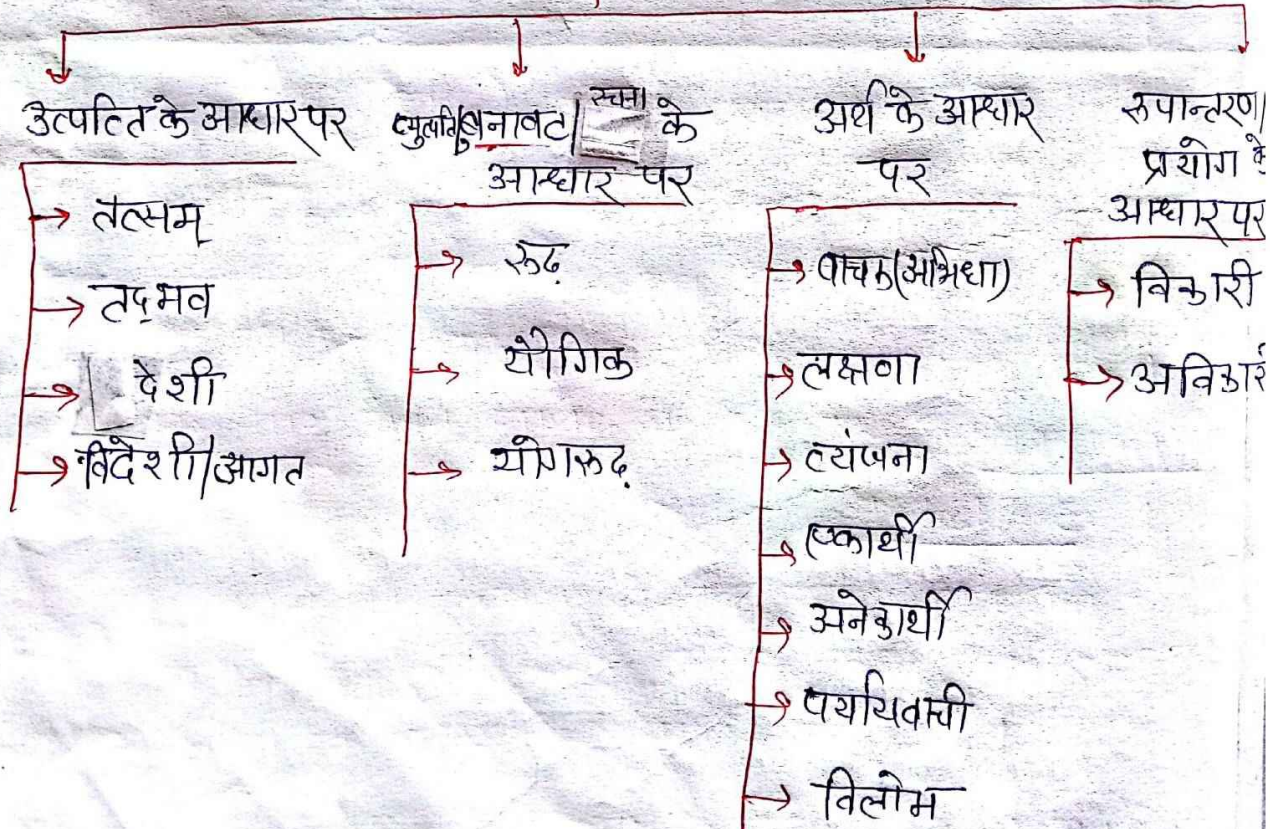 उत्पत्ति के आधार पर
व्युत्पत्ति/बनावट/रचना के
आधार पर
अर्थ के आधार
पर
रूपान्तरण/
प्रयोग के
आधार पर
तत्सम्
तद्भव
देशी
विदेशी/आगत
रूढ़
यौगिक
योगरूढ़
वाचक(अभिधा)
लक्षणा
व्यंजना
एकार्थी
अनेकार्थी
पर्यायवाची
विलोम
विकारी
अविकारी